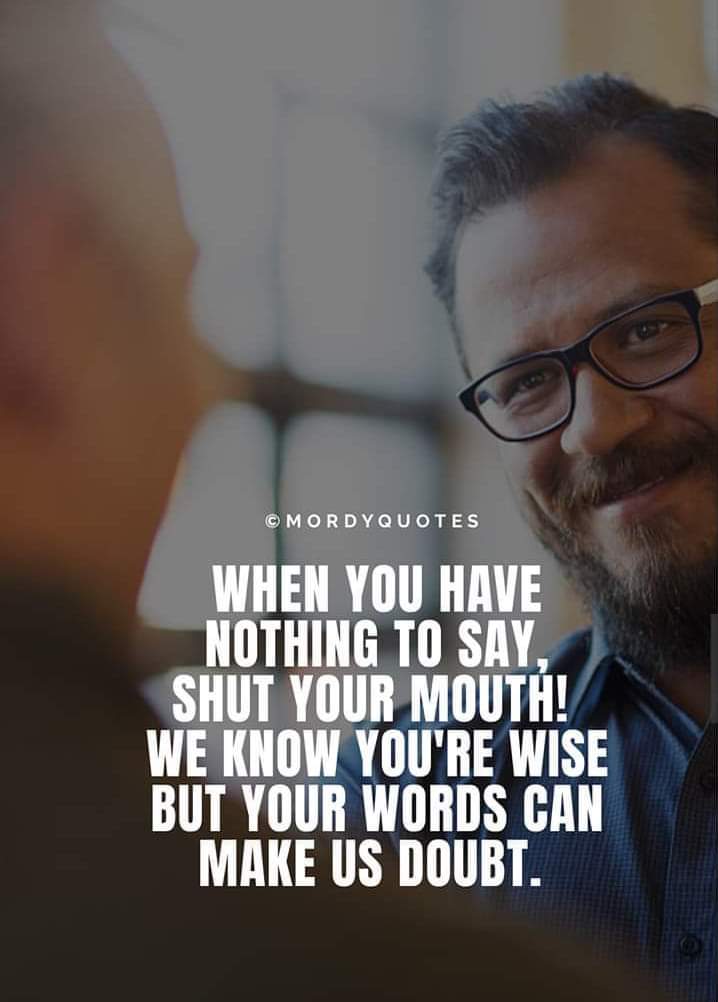 ©MORDYQUOTES
WHEN YOU HAVE
NOTHING TO SAY,
SHUT YOUR MOUTH!
WE KNOW YOU'RE WISE
BUT YOUR WORDS CAN
MAKE US DOUBT.